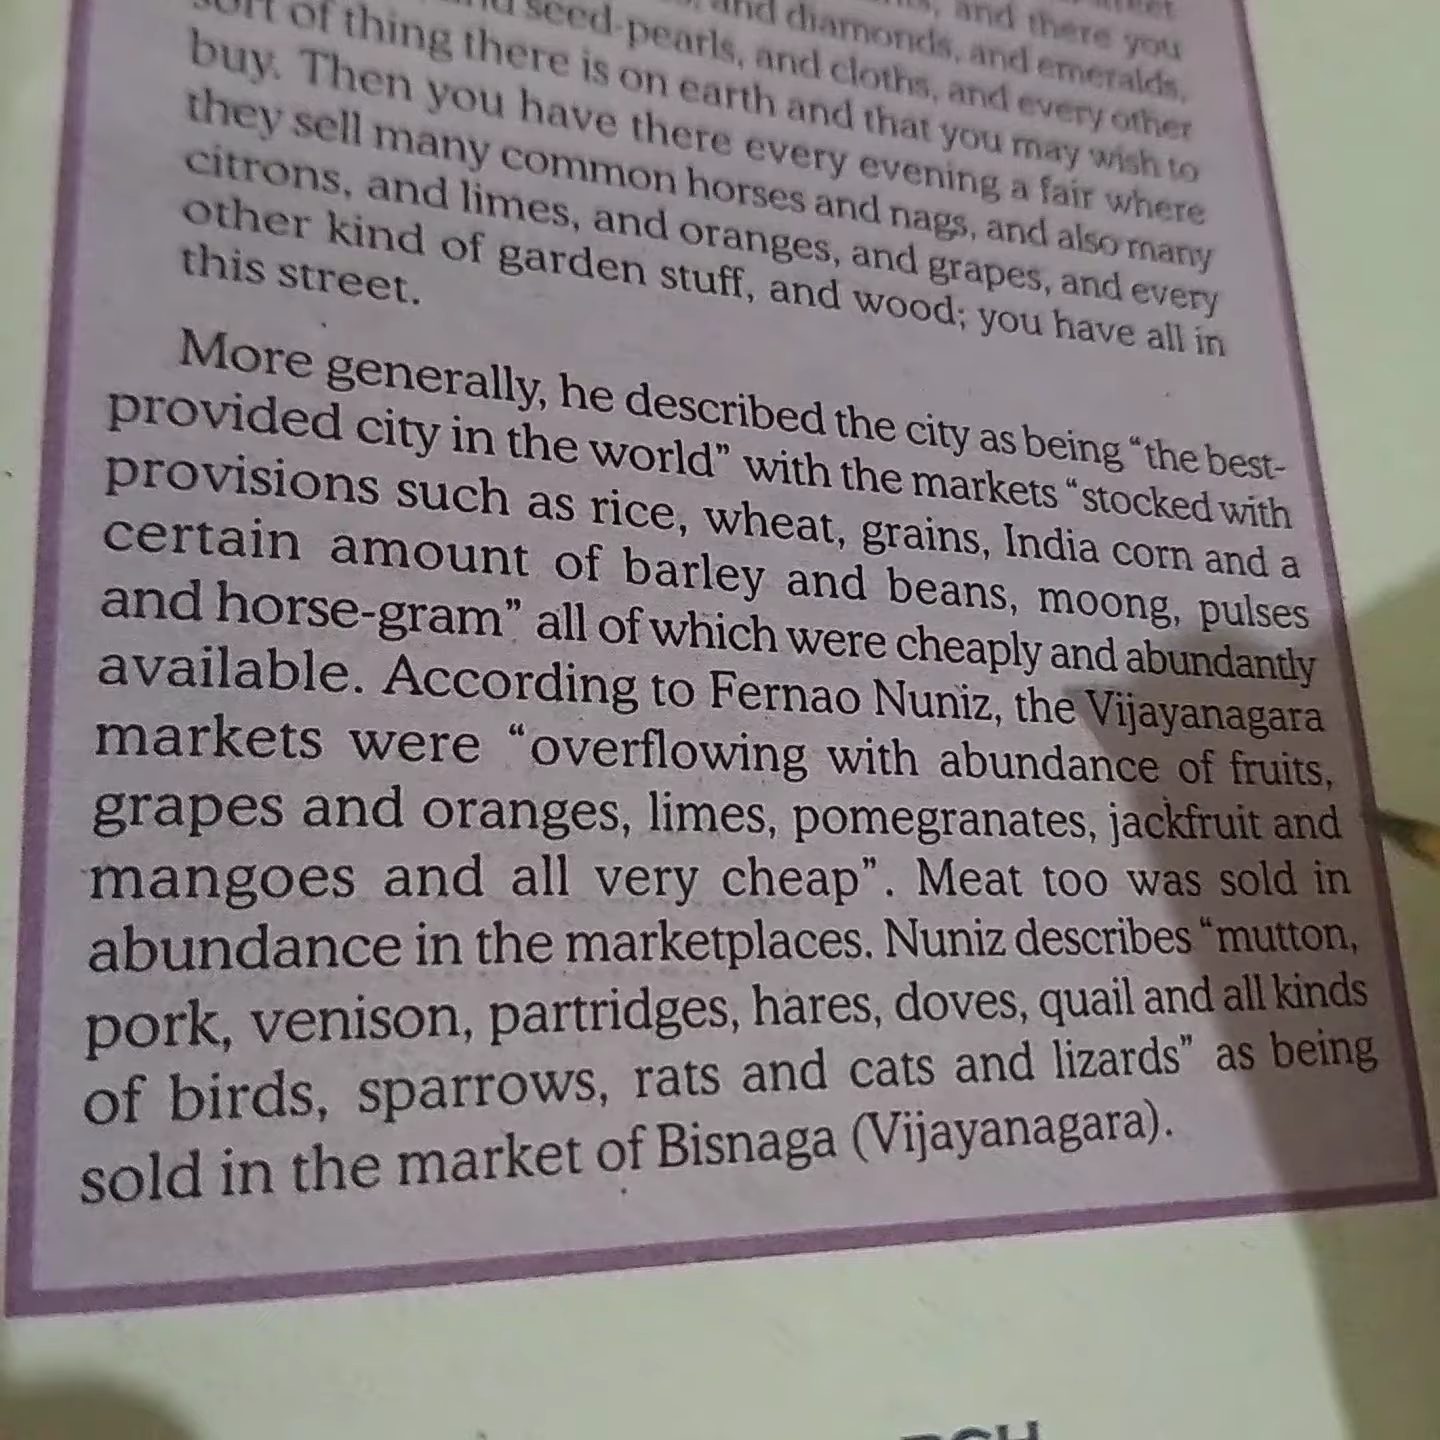 and there you
and diamonds, and emeralds,
seed-pearls, and cloths, and every other
sort of thing there is on earth and that you may wish to
buy. Then you have there every evening a fair where
they sell many common horses and nags, and also many
citrons, and limes, and oranges, and grapes, and every
other kind of garden stuff, and wood; you have all in
this street.
More generally, he described the city as being “the best-
provided city in the world” with the markets “stocked with
provisions such as rice, wheat, grains, India corn and a
certain amount of barley and beans, moong, pulses
and horse-gram” all of which were cheaply and abundantly
available. According to Fernao Nuniz, the Vijayanagara
markets were “overflowing with abundance of fruits,
grapes and oranges, limes, pomegranates, jackfruit and
mangoes and all very cheap”. Meat too was sold in
abundance in the marketplaces. Nuniz describes “mutton,
pork, venison, partridges, hares, doves, quail and all kinds
of birds, sparrows, rats and cats and lizards” as being
sold in the market of Bisnaga (Vijayanagara).